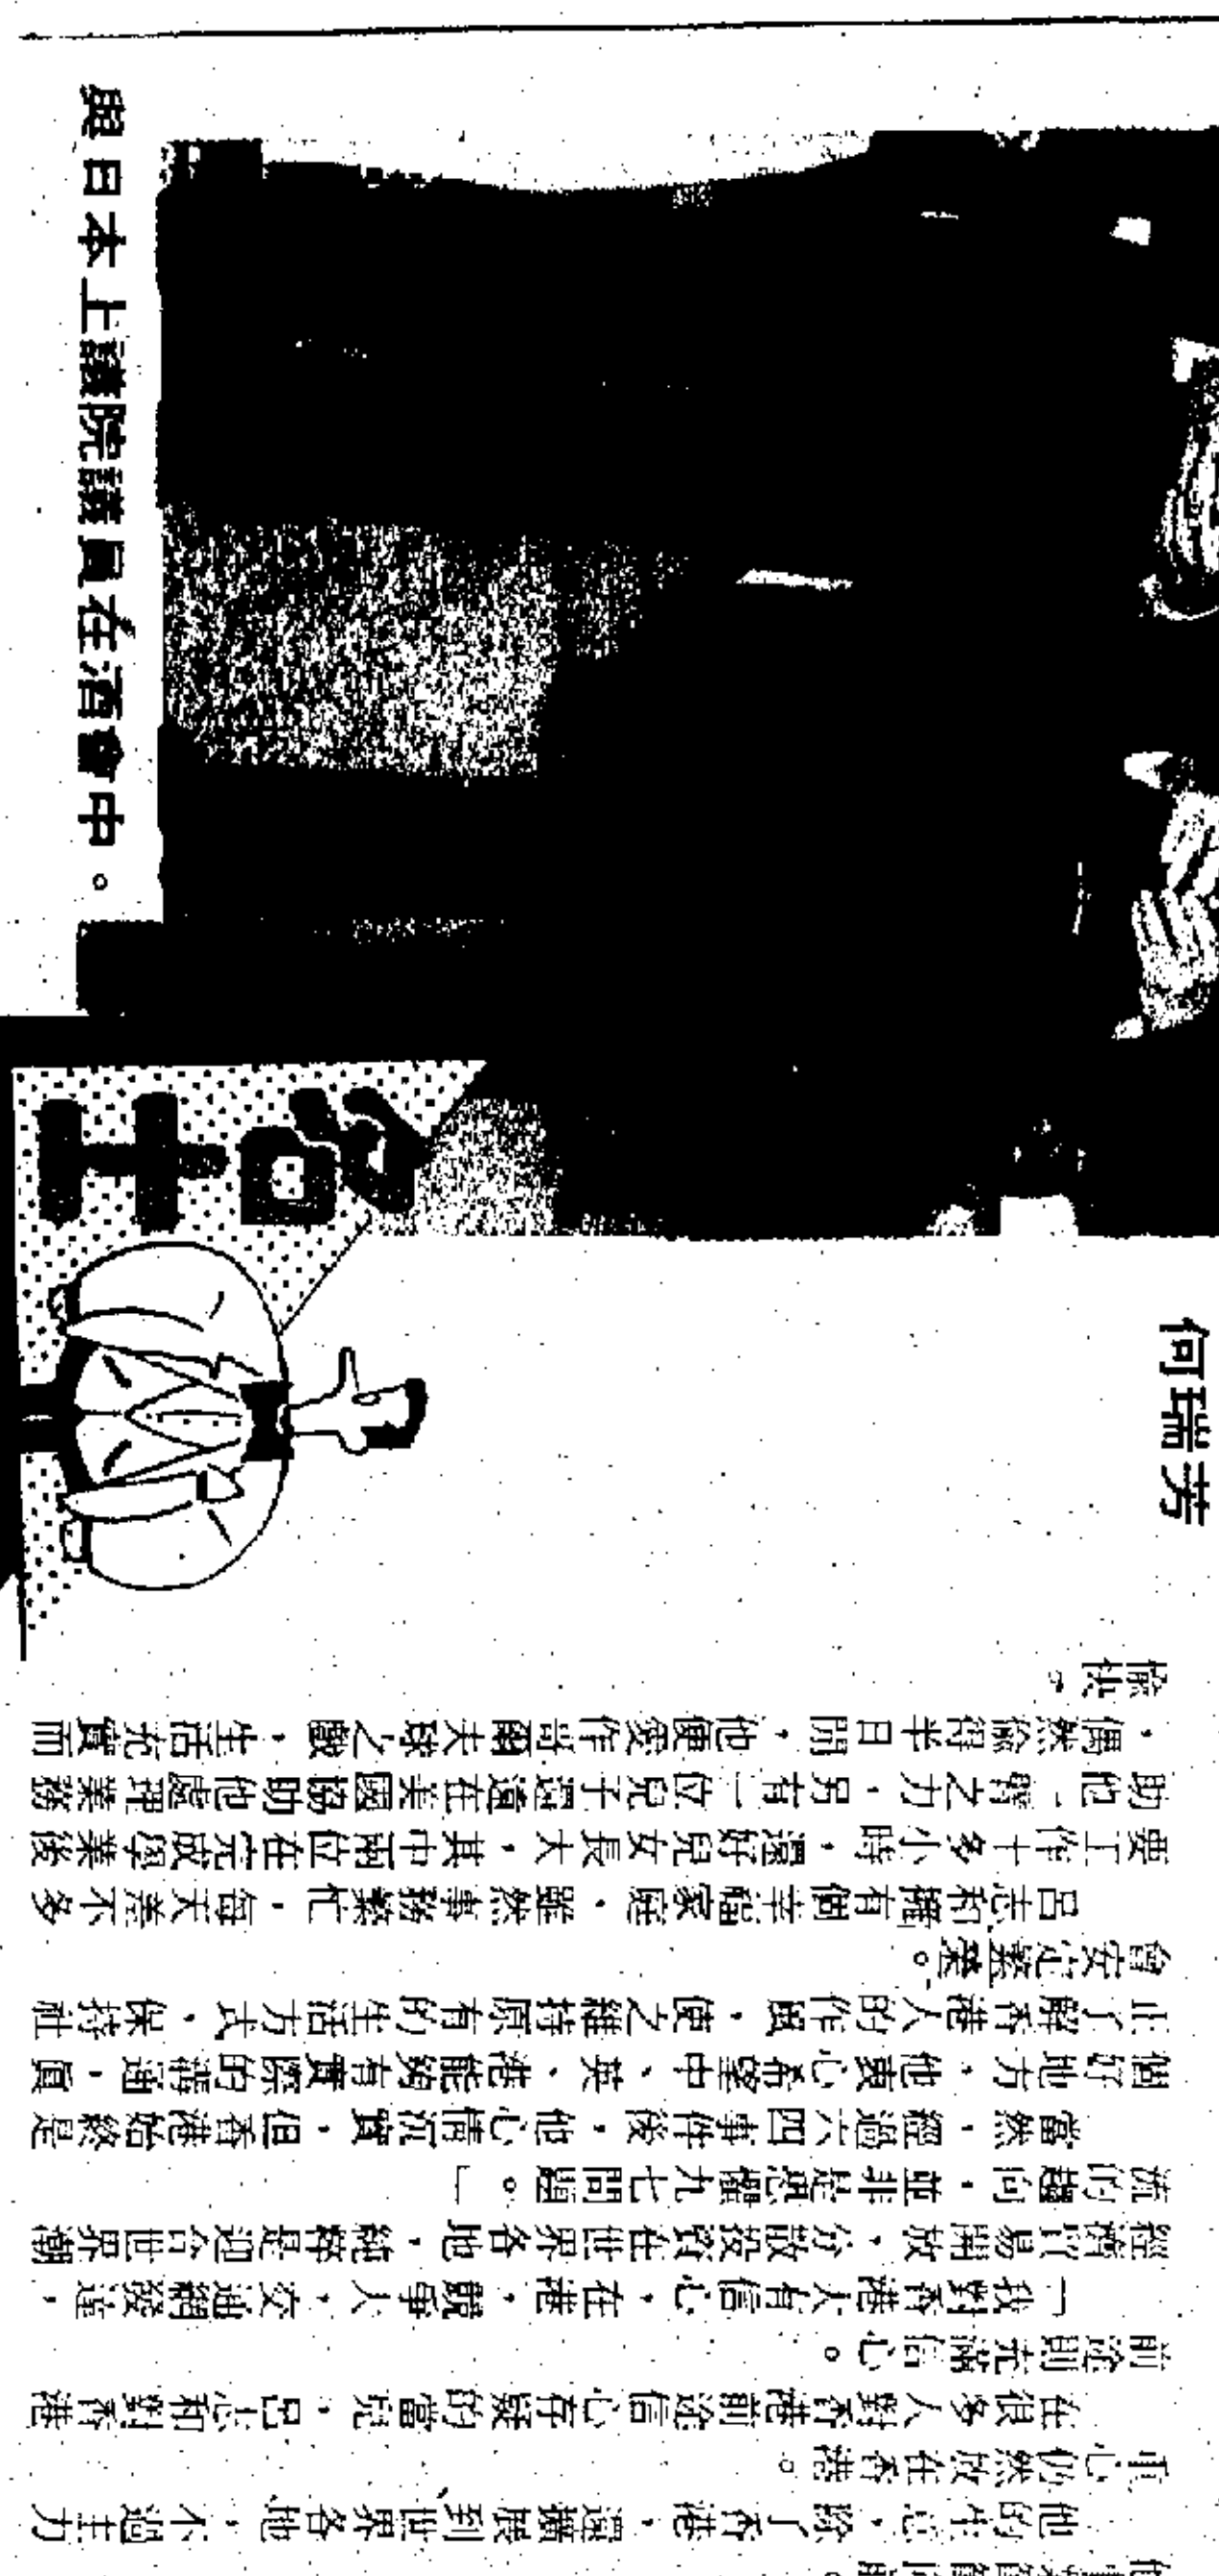 與日本上議院議員在酒會中。
何瑞芳
他的生意，除了香港，還擴展到世界各地，不過主力
重心仍然放在香港。
在很多人對香港前途信心存疑的當兒，呂志和對香港
前途則充滿信心。
「我對香港人有信心，在港，競爭人，交通網發達，
經濟貿易開放，分散投資在世界各地，純粹是迎合世界潮
流的趨向，並非是恐懼九七問題。」
當然，經過六四事件後，他心情沉實，但香港始終是
個好地方，他衷心希望中、英、港能夠有實際的溝通，真
正了解香港人的作風，使之維持原有的生活方式，保持社
會安定繁榮。
呂志和擁有個幸福家庭，雖然事務繁忙，每天差不多
要工作十多小時，還好兒女長大，其中兩位在完成學業後
助他一臂之力，另有一位兒子還遠在美國協助他處理業務
，偶然偷得半日閒，他便愛作哥爾夫球之戲，生活充實而
愉快。